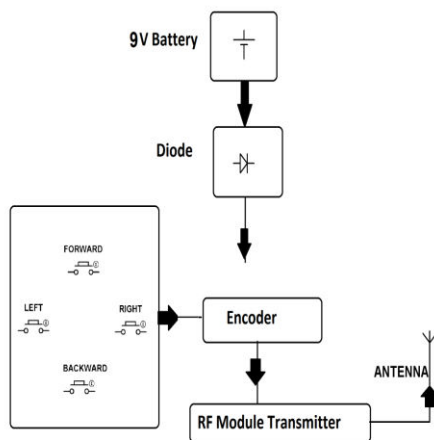 9V Battery
Diode
FORWARD
LEFT
RIGHT
BACKWARD
Encoder
ANTENNA
RF Module Transmitter